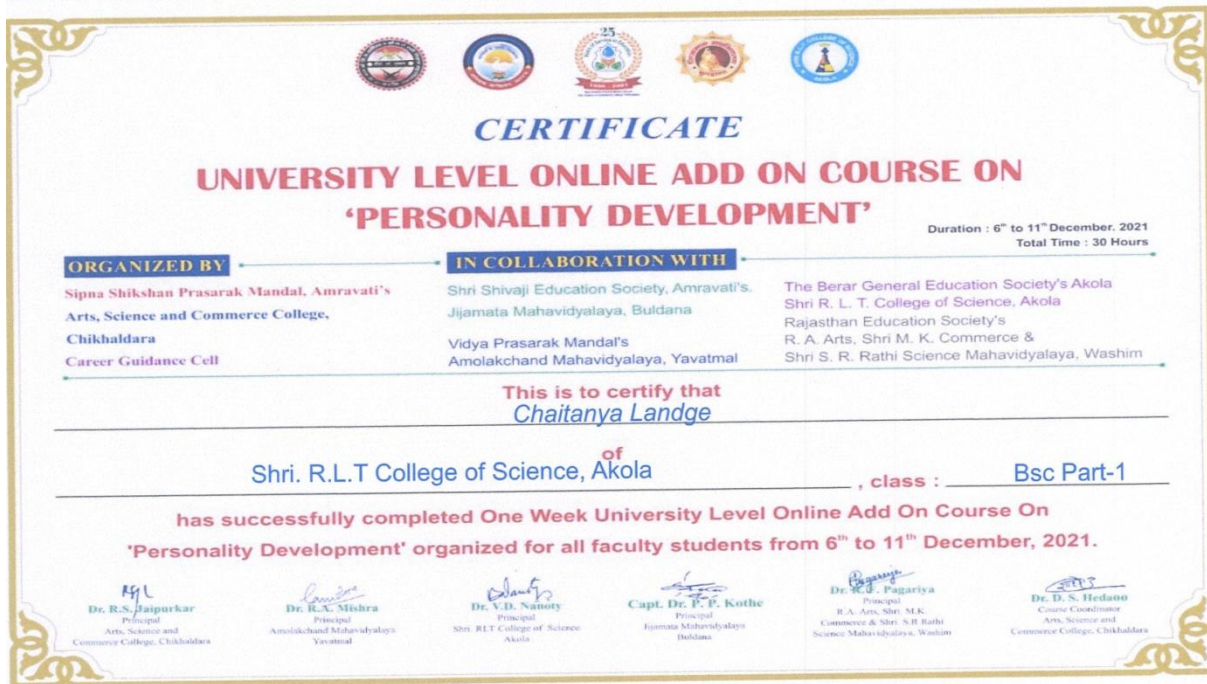 25
CERTIFICATE
UNIVERSITY LEVEL ONLINE ADD ON COURSE ON
‘PERSONALITY DEVELOPMENT’
Duration : 6th to 11th December. 2021
Total Time : 30 Hours
ORGANIZED BY
Sipna Shikshan Prasarak Mandal, Amravati's
Arts, Science and Commerce College,
Chikhaldara
Career Guidance Cell
IN COLLABORATION WITH
Shri Shivaji Education Society, Amravati's.
Jijamata Mahavidyalaya, Buldana
Vidya Prasarak Mandal's
Amolakchand Mahavidyalaya, Yavatmal
The Berar General Education Society's Akola
Shri R. L. T. College of Science, Akola
Rajasthan Education Society's
R. A. Arts, Shri M. K. Commerce &
Shri S. R. Rathi Science Mahavidyalaya, Washim
This is to certify that
Chaitanya Landge
of
Shri. R.L.T College of Science, Akola , class : Bsc Part-1
has successfully completed One Week University Level Online Add On Course On
'Personality Development' organized for all faculty students from 6th to 11th December, 2021.
Dr. R.S. Jaipurkar
Principal
Arts, Science and
Commerce College, Chikhaldara
Dr. R.A. Mishra
Principal
Amolakchand Mahavidyalaya
Yavatmal
Dr. V.D. Nanoty
Principal
Shri. RLT College of Science
Akola
Capt. Dr. P. P. Kothe
Principal
Jijamata Mahavidyalaya
Buldana
Pagariya
Principal
R.A. Arts, Shri. M.K.
Commerce & Shri. S.R Rathi
Science Mahavidyalaya, Washim
Dr. D. S. Hedaoo
Course Coordinator
Arts, Science and
Commerce College, Chikhaldara